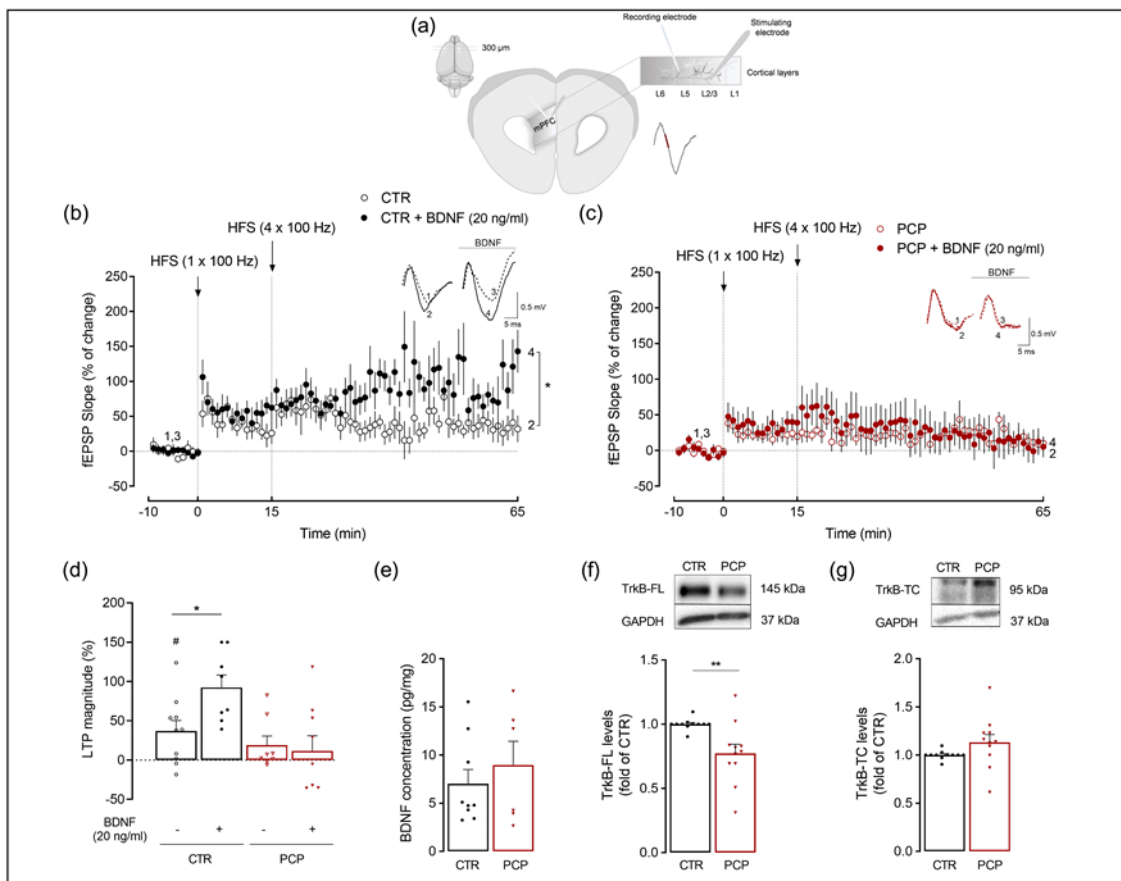 (a)
Recording electrode
Stimulating
electrode
300 µm
Cortical layers
L6 L5 L2/3 L1
mPFC
(b)
CTR
CTR + BDNF (20 ng/ml)
HFS (4 x 100 Hz)
HFS (1 x 100 Hz)
BDNF
1
2
3
4
0.5 mV
5 ms
fEPSP Slope (% of change)
250
200
150
100
50
0
-50
1,3
4
*
2
-10 0 15 65
Time (min)
(c)
PCP
PCP + BDNF (20 ng/ml)
HFS (4 x 100 Hz)
HFS (1 x 100 Hz)
BDNF
1
2
3
4
0.5 mV
5 ms
fEPSP Slope (% of change)
250
200
150
100
50
0
-50
1,3
4
2
-10 0 15 65
Time (min)
(d)
LTP magnitude (%)
200
150
100
50
0
-50
#
*
BDNF
(20 ng/ml)
- + - +
CTR PCP
(e)
BDNF concentration (pg/mg)
20
15
10
5
0
CTR PCP
(f)
CTR PCP
TrkB-FL 145 kDa
GAPDH 37 kDa
TrkB-FL levels
(fold of CTR)
1.5
1.0
0.5
0.0
**
CTR PCP
(g)
CTR PCP
TrkB-TC 95 kDa
GAPDH 37 kDa
TrkB-TC levels
(fold of CTR)
2.0
1.5
1.0
0.5
0.0
CTR PCP